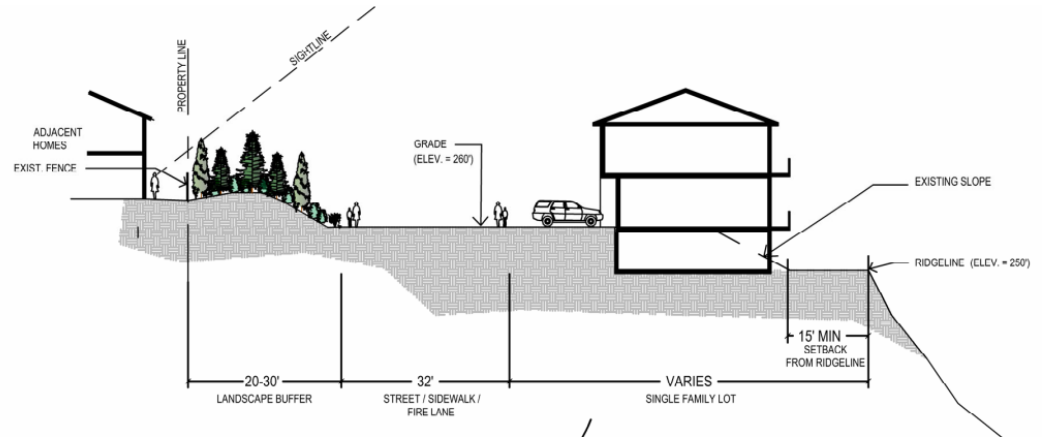 PROPERTY LINE
SIGHTLINE
ADJACENT
HOMES
EXIST. FENCE
GRADE
(ELEV. = 260')
EXISTING SLOPE
RIDGELINE (ELEV. = 250')
15' MIN
SETBACK
FROM RIDGELINE
20-30'
LANDSCAPE BUFFER
32'
STREET / SIDEWALK /
FIRE LANE
VARIES
SINGLE FAMILY LOT